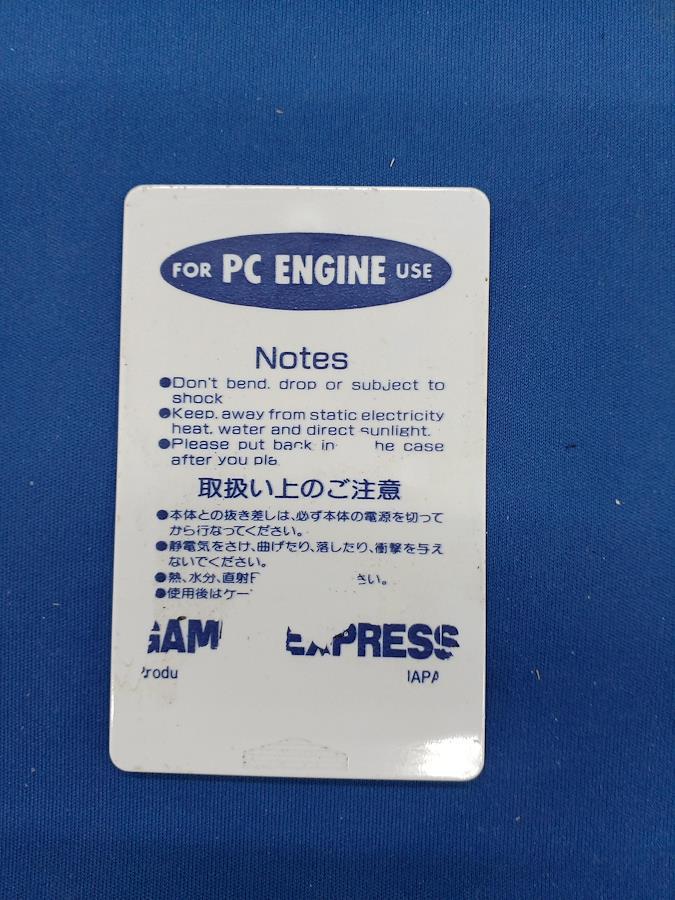 FOR PC ENGINE USE
Notes
●Don't bend. drop or subject to
shock
●Keep. away from static electricity
heat, water and direct sunlight.
●Please put back in he case
after you
取扱い上のご注意
●本体との抜き差しは、必ず本体の電源を切って
から行なってください。
●静電気をさけ、曲げたり、落したり、衝撃を与え
ないでください。
●熱、水分、直射 さい。
●使用後はケー
GAM EXPRESS